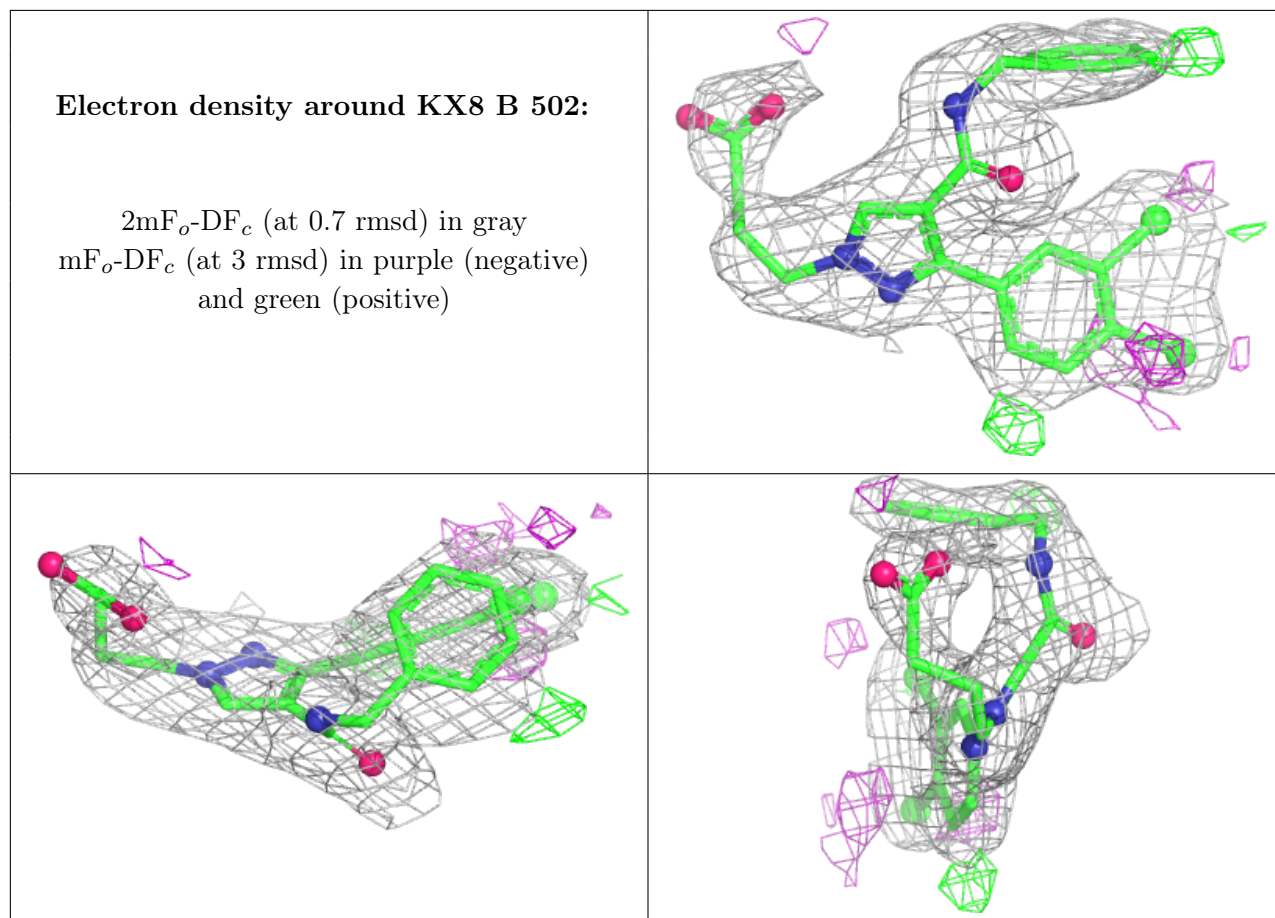 Electron density around KX8 B 502:
2mFₒ-DF𝒸 (at 0.7 rmsd) in gray
mFₒ-DF𝒸 (at 3 rmsd) in purple (negative)
and green (positive)